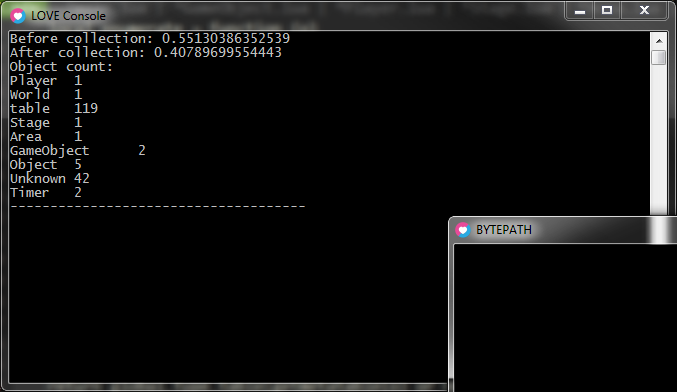 LOVE Console
Before collection: 0.55130386352539
After collection: 0.40789699554443
Object count:
Player 1
World 1
table 119
Stage 1
Area 1
GameObject 2
Object 5
Unknown 42
Timer 2
-------------------------------------
BYTEPATH